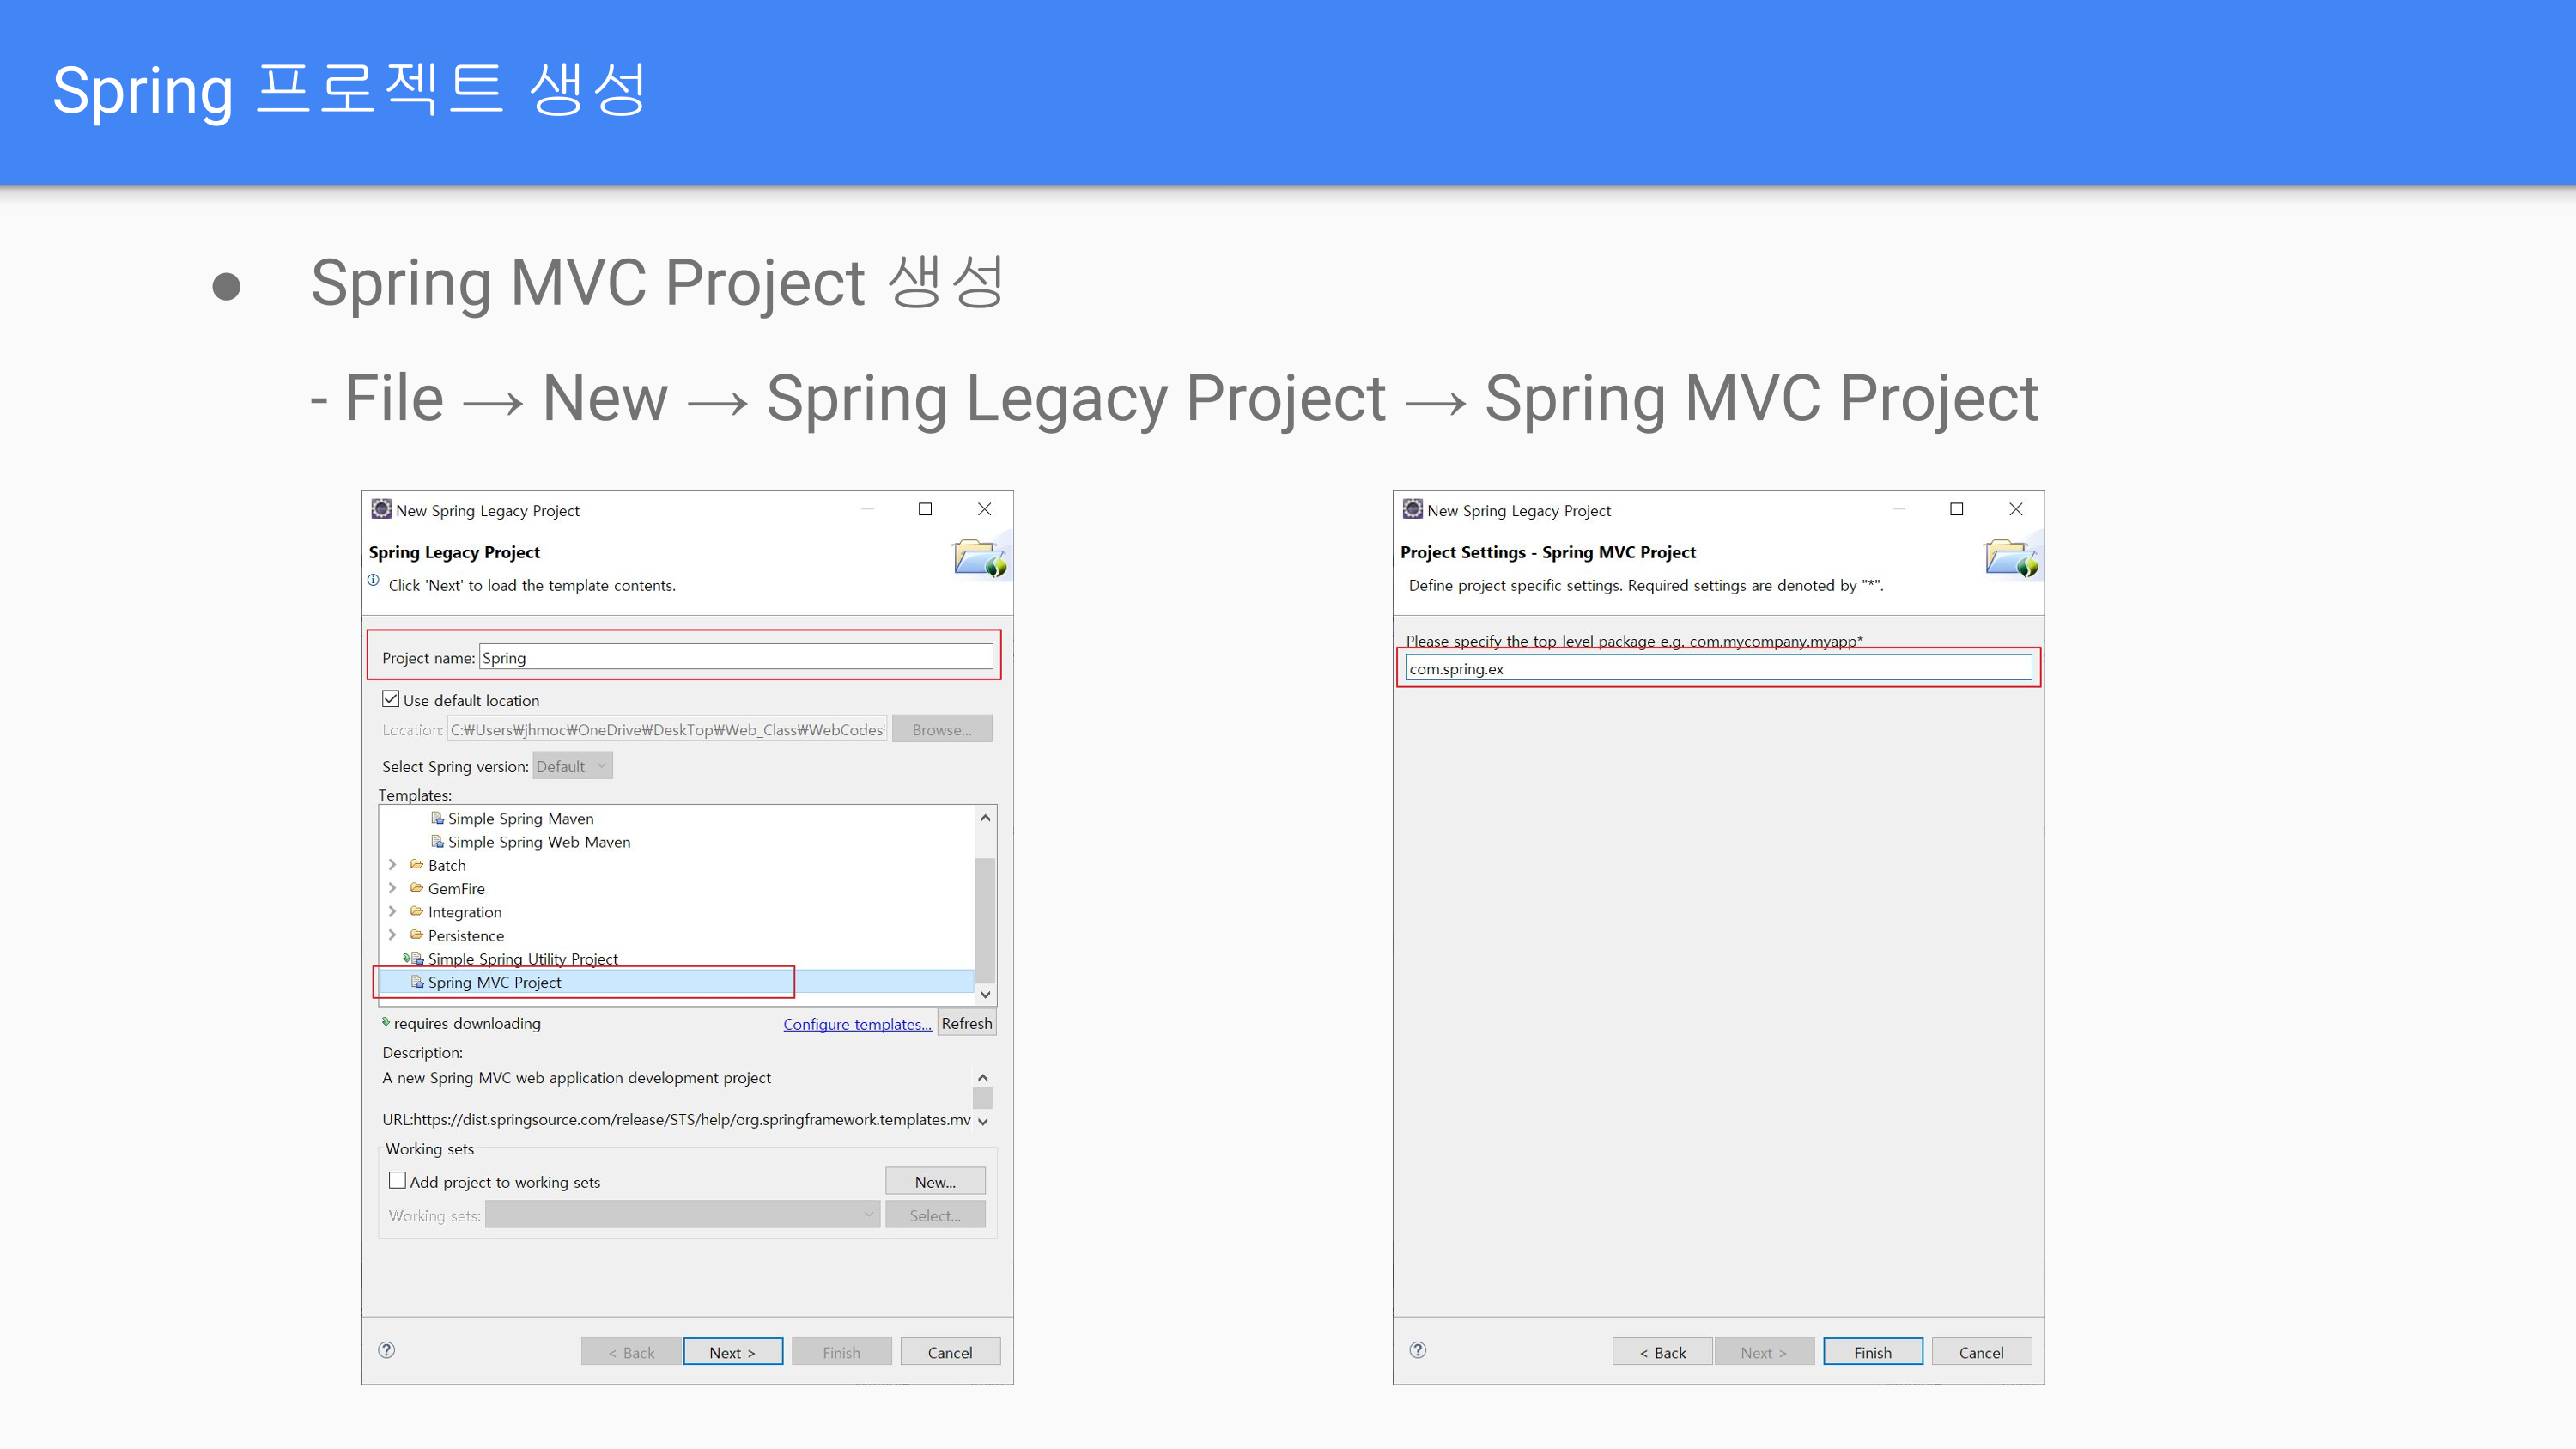 Spring 프로젝트 생성
● Spring MVC Project 생성
- File → New → Spring Legacy Project → Spring MVC Project
New Spring Legacy Project
Spring Legacy Project
Click 'Next' to load the template contents.
Project name: Spring
Use default location
Location: C:₩Users₩jhmoc₩OneDrive₩DeskTop₩Web_Class₩WebCodes Browse...
Select Spring version: Default
Templates:
Simple Spring Maven
Simple Spring Web Maven
Batch
GemFire
Integration
Persistence
Simple Spring Utility Project
Spring MVC Project
requires downloading Configure templates... Refresh
Description:
A new Spring MVC web application development project
URL:https://dist.springsource.com/release/STS/help/org.springframework.templates.mv
Working sets
Add project to working sets New...
Working sets: Select...
< Back Next > Finish Cancel
New Spring Legacy Project
Project Settings - Spring MVC Project
Define project specific settings. Required settings are denoted by "*".
Please specify the top-level package e.g. com.mycompany.myapp*
com.spring.ex
< Back Next > Finish Cancel